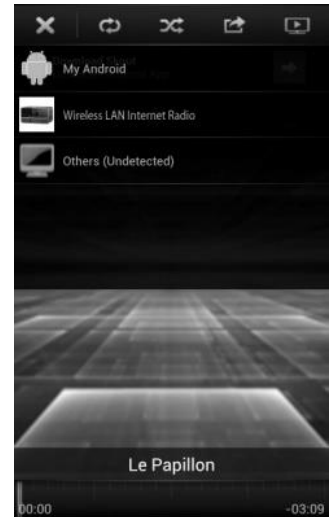 My Android
Wireless LAN Internet Radio
Others (Undetected)
Le Papillon
00:00
-03:09